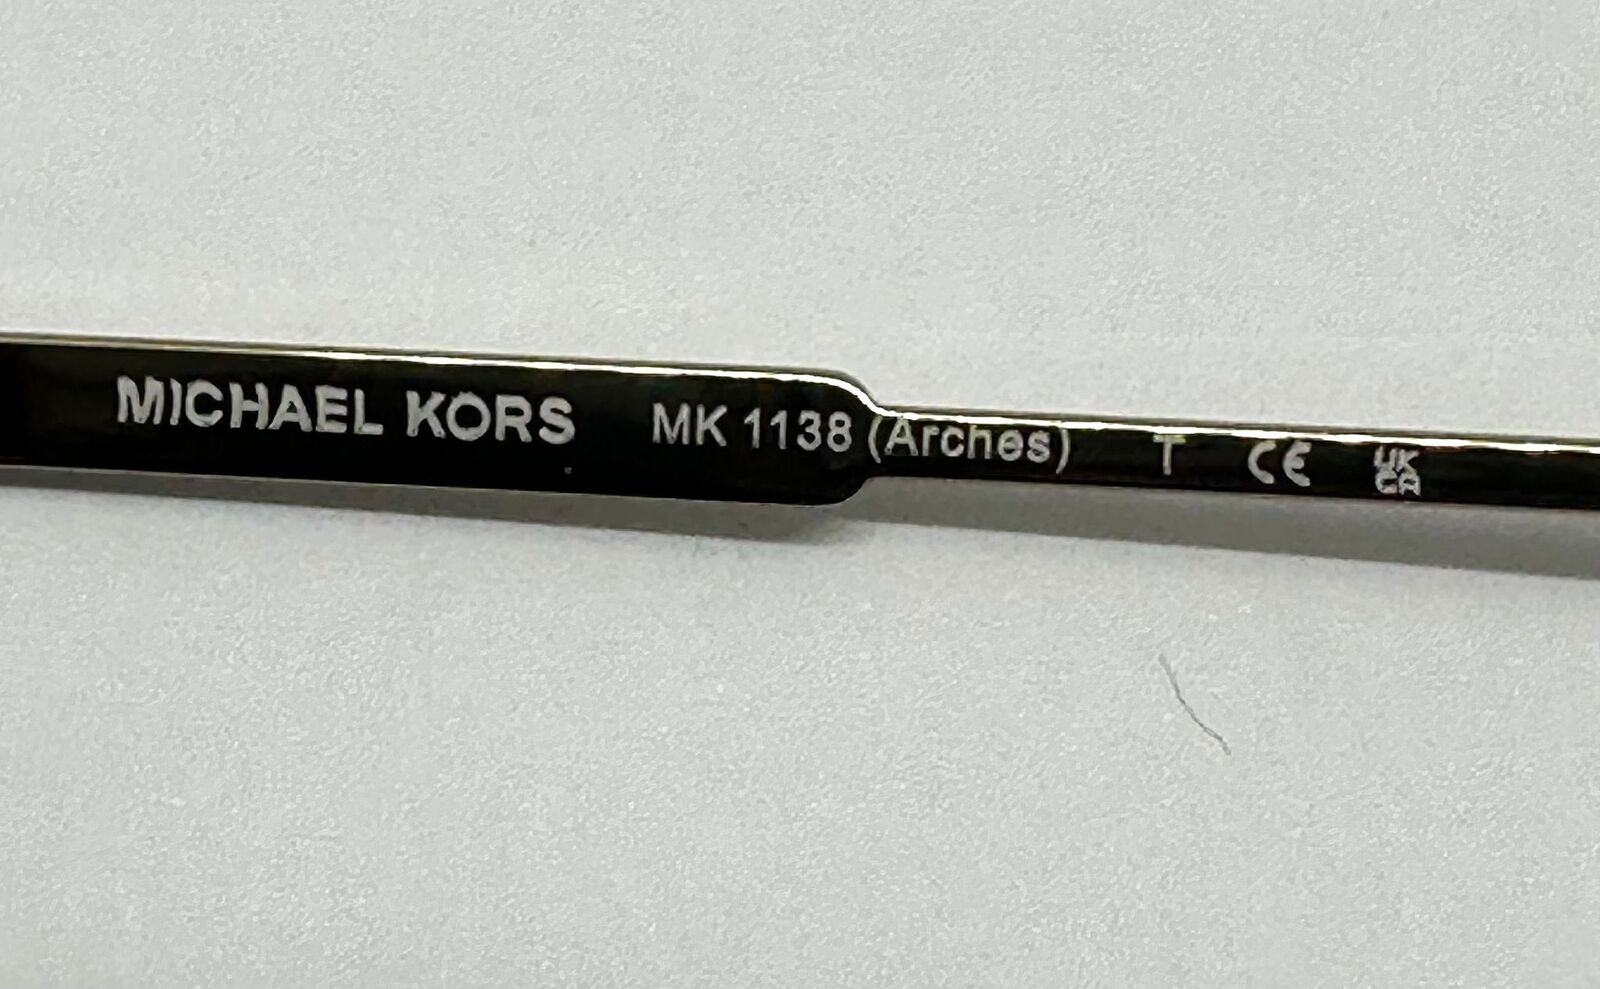 MICHAEL KORS MK 1138 (Arches) T CE UK
CA